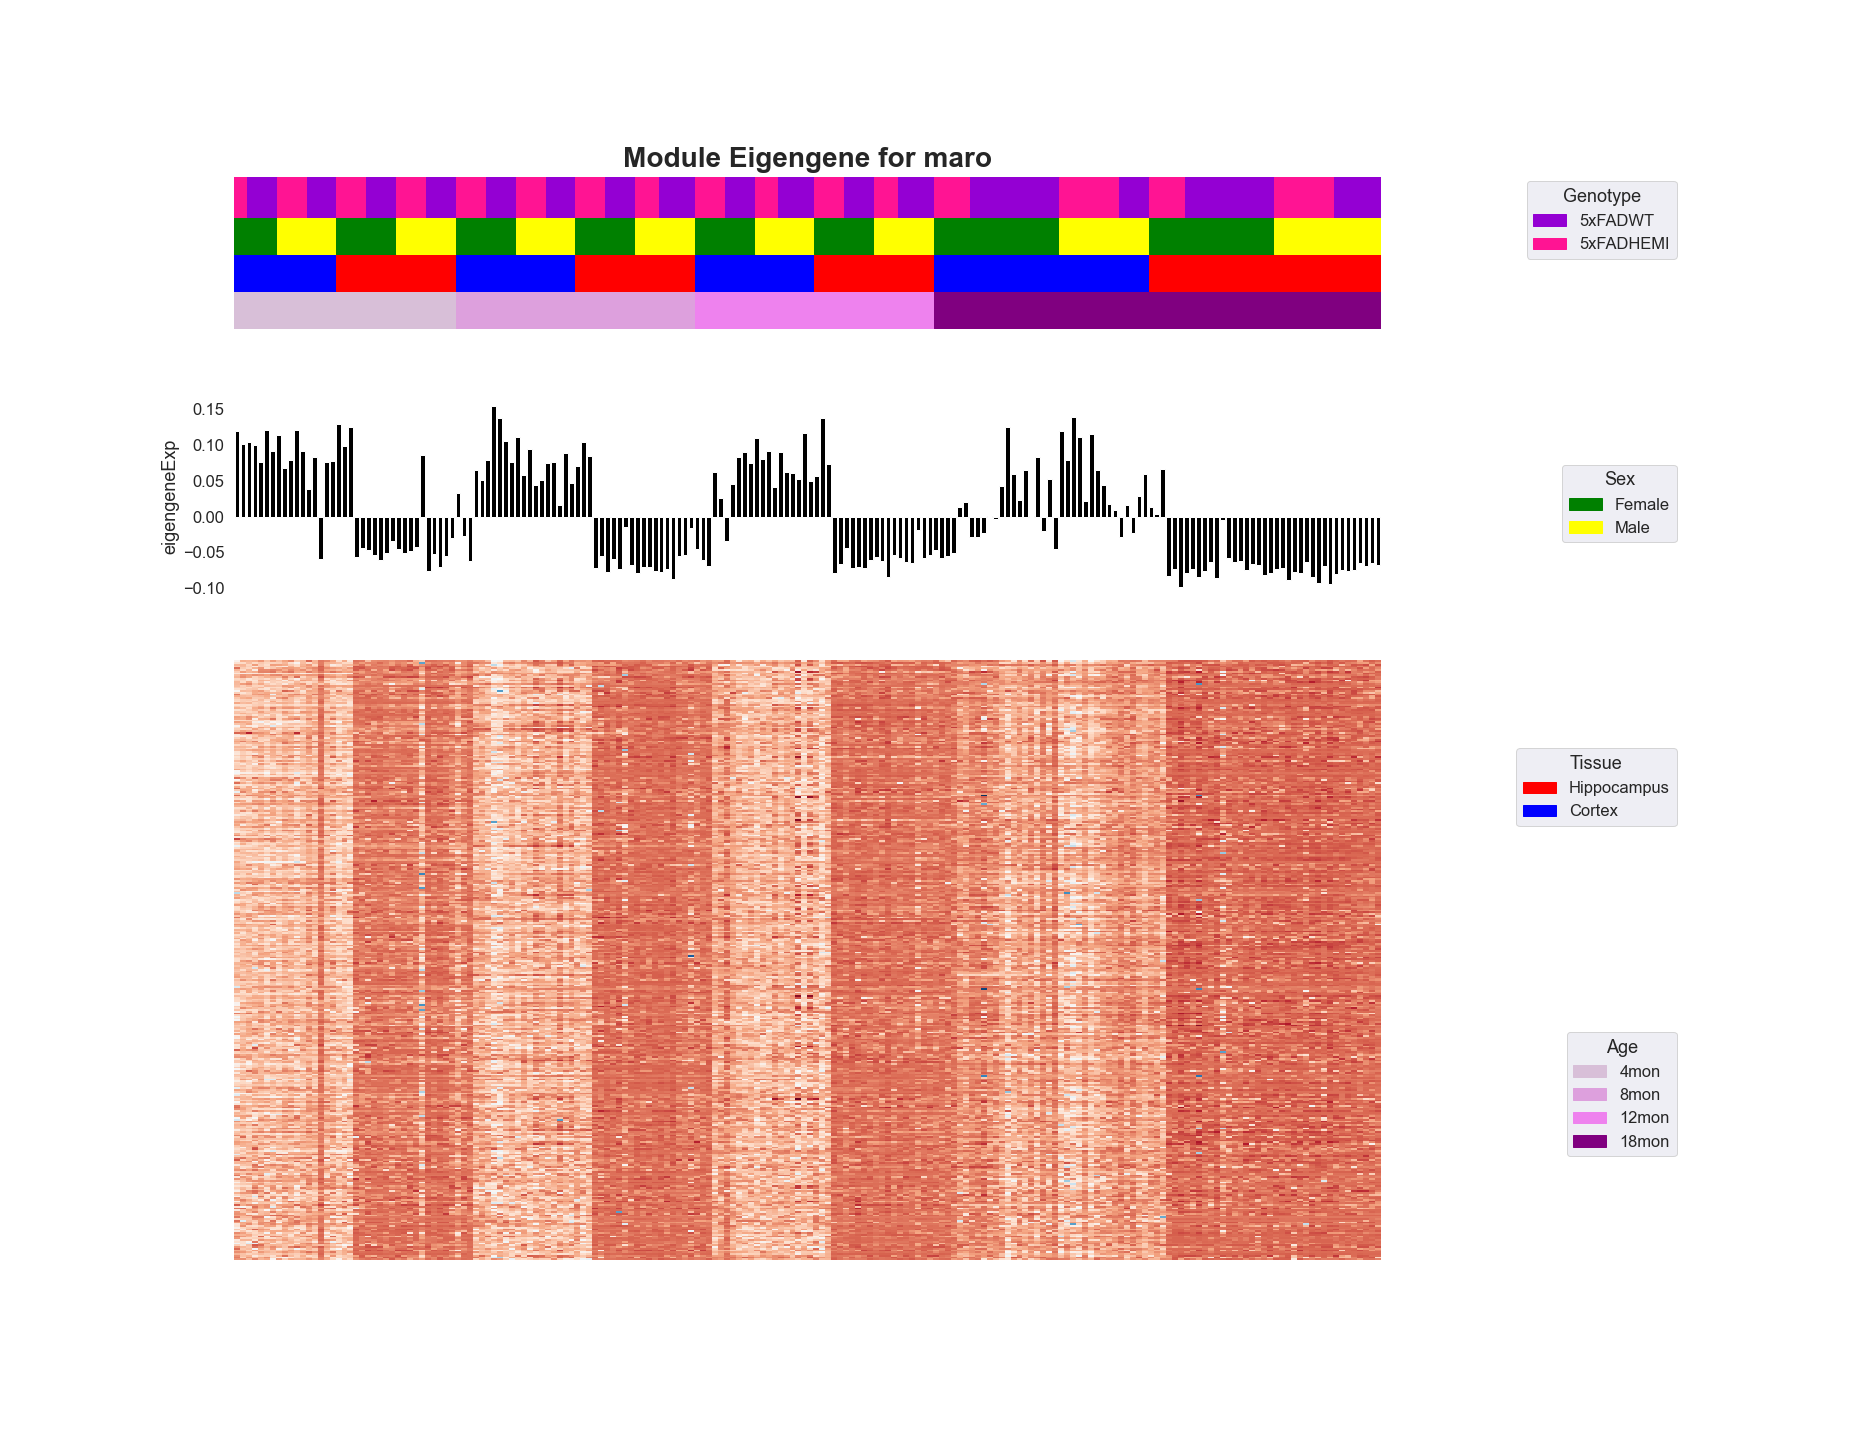 Module Eigengene for maro
Genotype
5xFADWT
5xFADHEMI
0.15
0.10
0.05
0.00
−0.05
−0.10
eigengeneExp
Sex
Female
Male
Tissue
Hippocampus
Cortex
Age
4mon
8mon
12mon
18mon